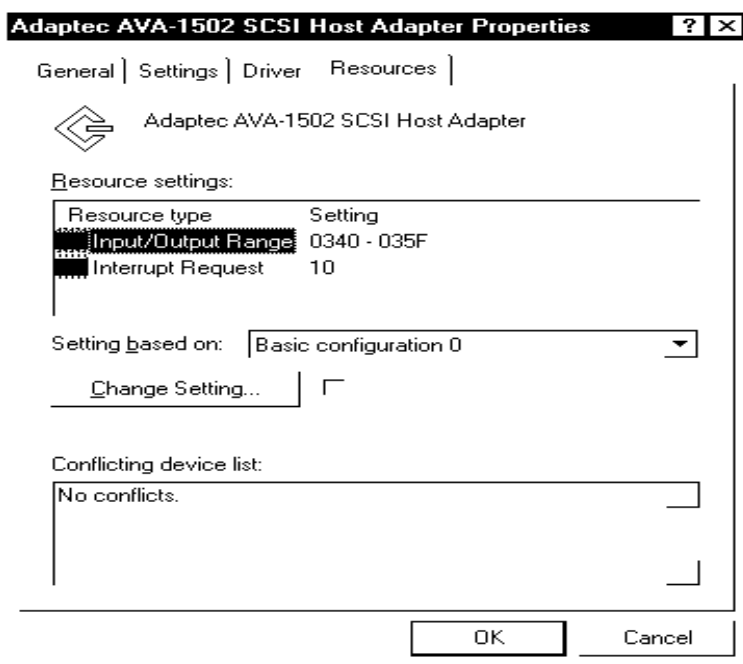 Adaptec AVA-1502 SCSI Host Adapter Properties ? X
General Settings Driver Resources
Adaptec AVA-1502 SCSI Host Adapter
Resource settings:
Resource type Setting
Input/Output Range 0340 - 035F
Interrupt Request 10
Setting based on: Basic configuration 0
Change Setting...
Conflicting device list:
No conflicts.
OK Cancel